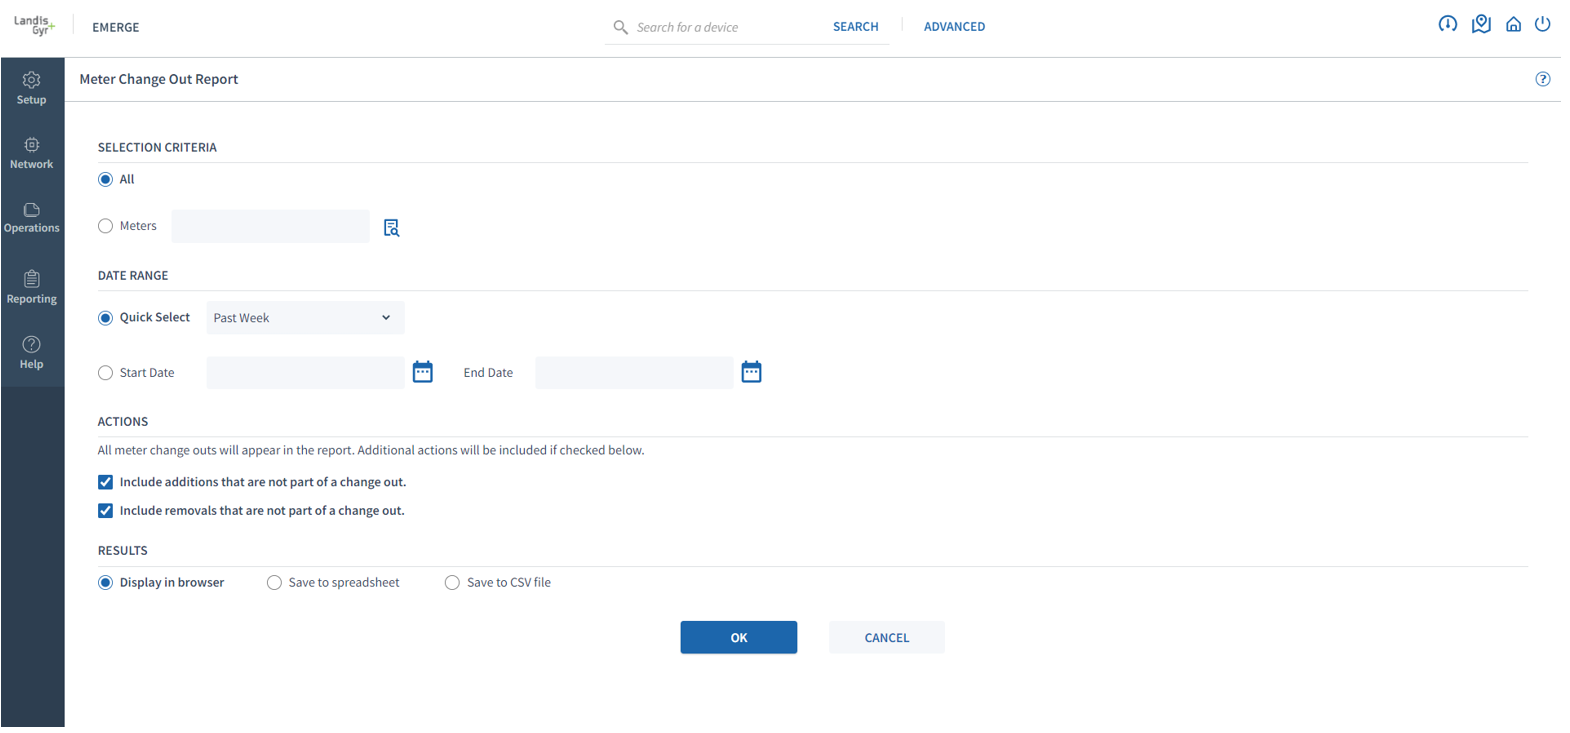 Landis
Gyr+
EMERGE
Search for a device
SEARCH
ADVANCED
Setup
Network
Operations
Reporting
Help
Meter Change Out Report
?
SELECTION CRITERIA
All
Meters
DATE RANGE
Quick Select
Past Week
Start Date
End Date
ACTIONS
All meter change outs will appear in the report. Additional actions will be included if checked below.
Include additions that are not part of a change out.
Include removals that are not part of a change out.
RESULTS
Display in browser
Save to spreadsheet
Save to CSV file
OK
CANCEL